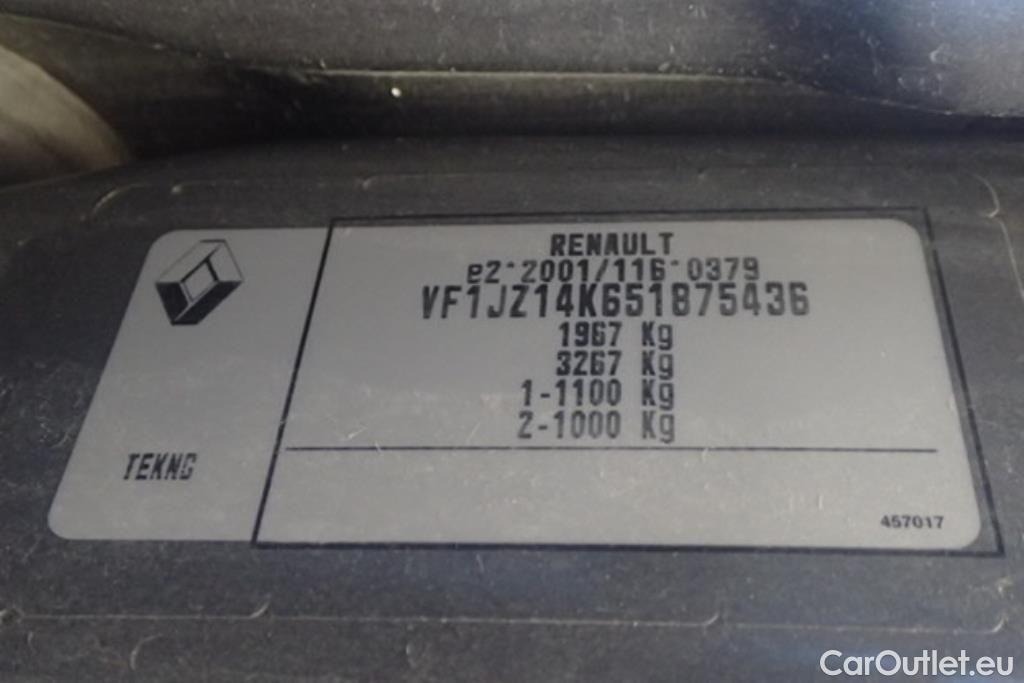 RENAULT
e2*2001/116*0379
VF1JZ14K651875436
1967 Kg
3267 Kg
1-1100 Kg
2-1000 Kg
TEKNG
457017
CarOutlet.eu